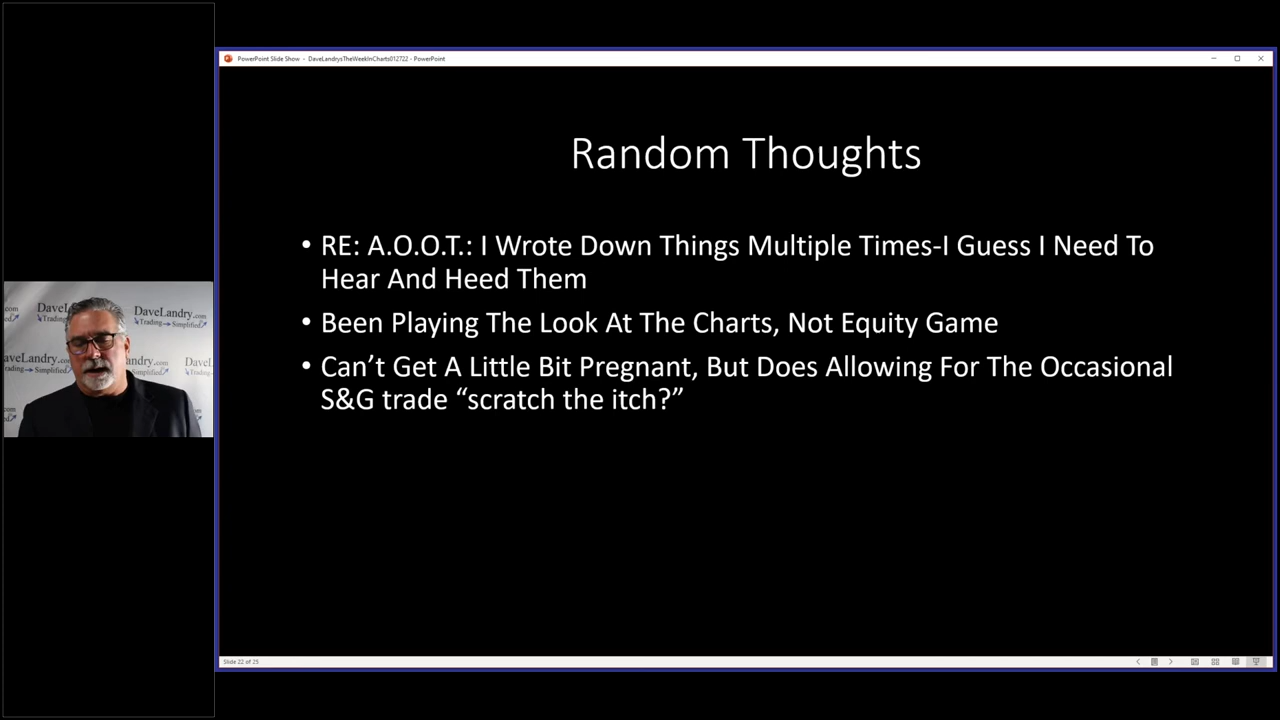 PowerPoint Slide Show - DaveLandrysTheWeekInCharts012722 - PowerPoint
Random Thoughts
• RE: A.O.O.T.: I Wrote Down Things Multiple Times-I Guess I Need To
Hear And Heed Them
• Been Playing The Look At The Charts, Not Equity Game
• Can’t Get A Little Bit Pregnant, But Does Allowing For The Occasional
S&G trade “scratch the itch?”
DaveLandry.com
Trading Simplified
Slide 22 of 25